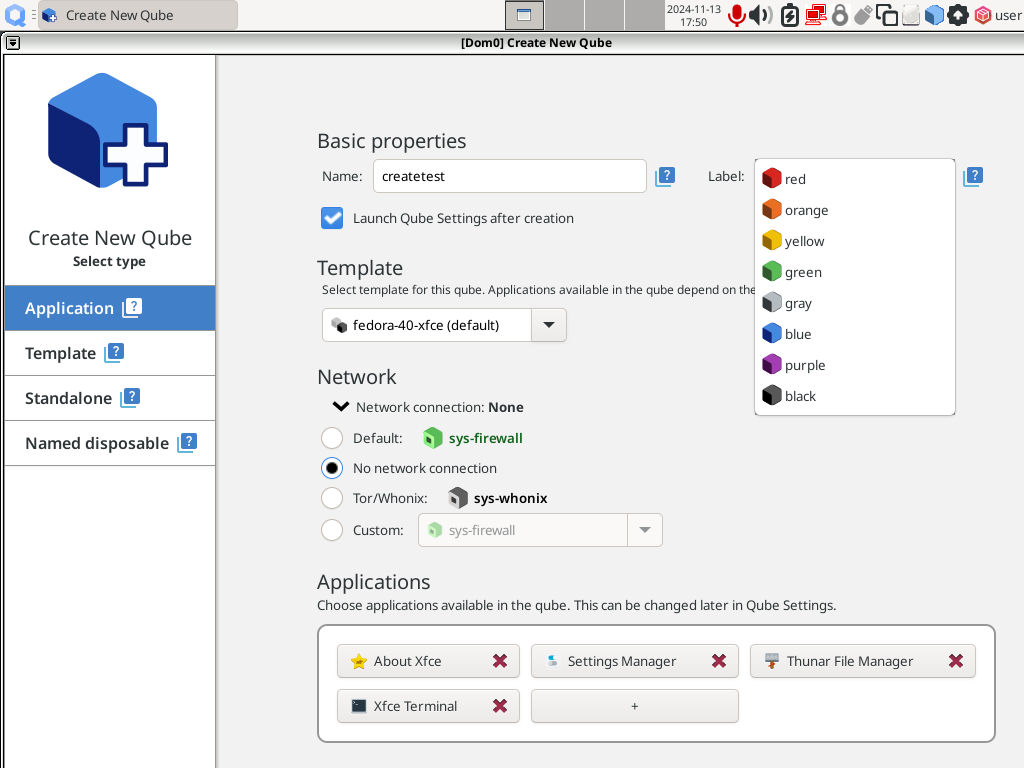 Create New Qube
2024-11-13
17:50
user
[Dom0] Create New Qube
Create New Qube
Select type
Application
Template
Standalone
Named disposable
Basic properties
Name: createtest
Label:
red
orange
yellow
green
gray
blue
purple
black
Launch Qube Settings after creation
Template
Select template for this qube. Applications available in the qube depend on the
fedora-40-xfce (default)
Network
Network connection: None
Default: sys-firewall
No network connection
Tor/Whonix: sys-whonix
Custom: sys-firewall
Applications
Choose applications available in the qube. This can be changed later in Qube Settings.
About Xfce
Settings Manager
Thunar File Manager
Xfce Terminal
+